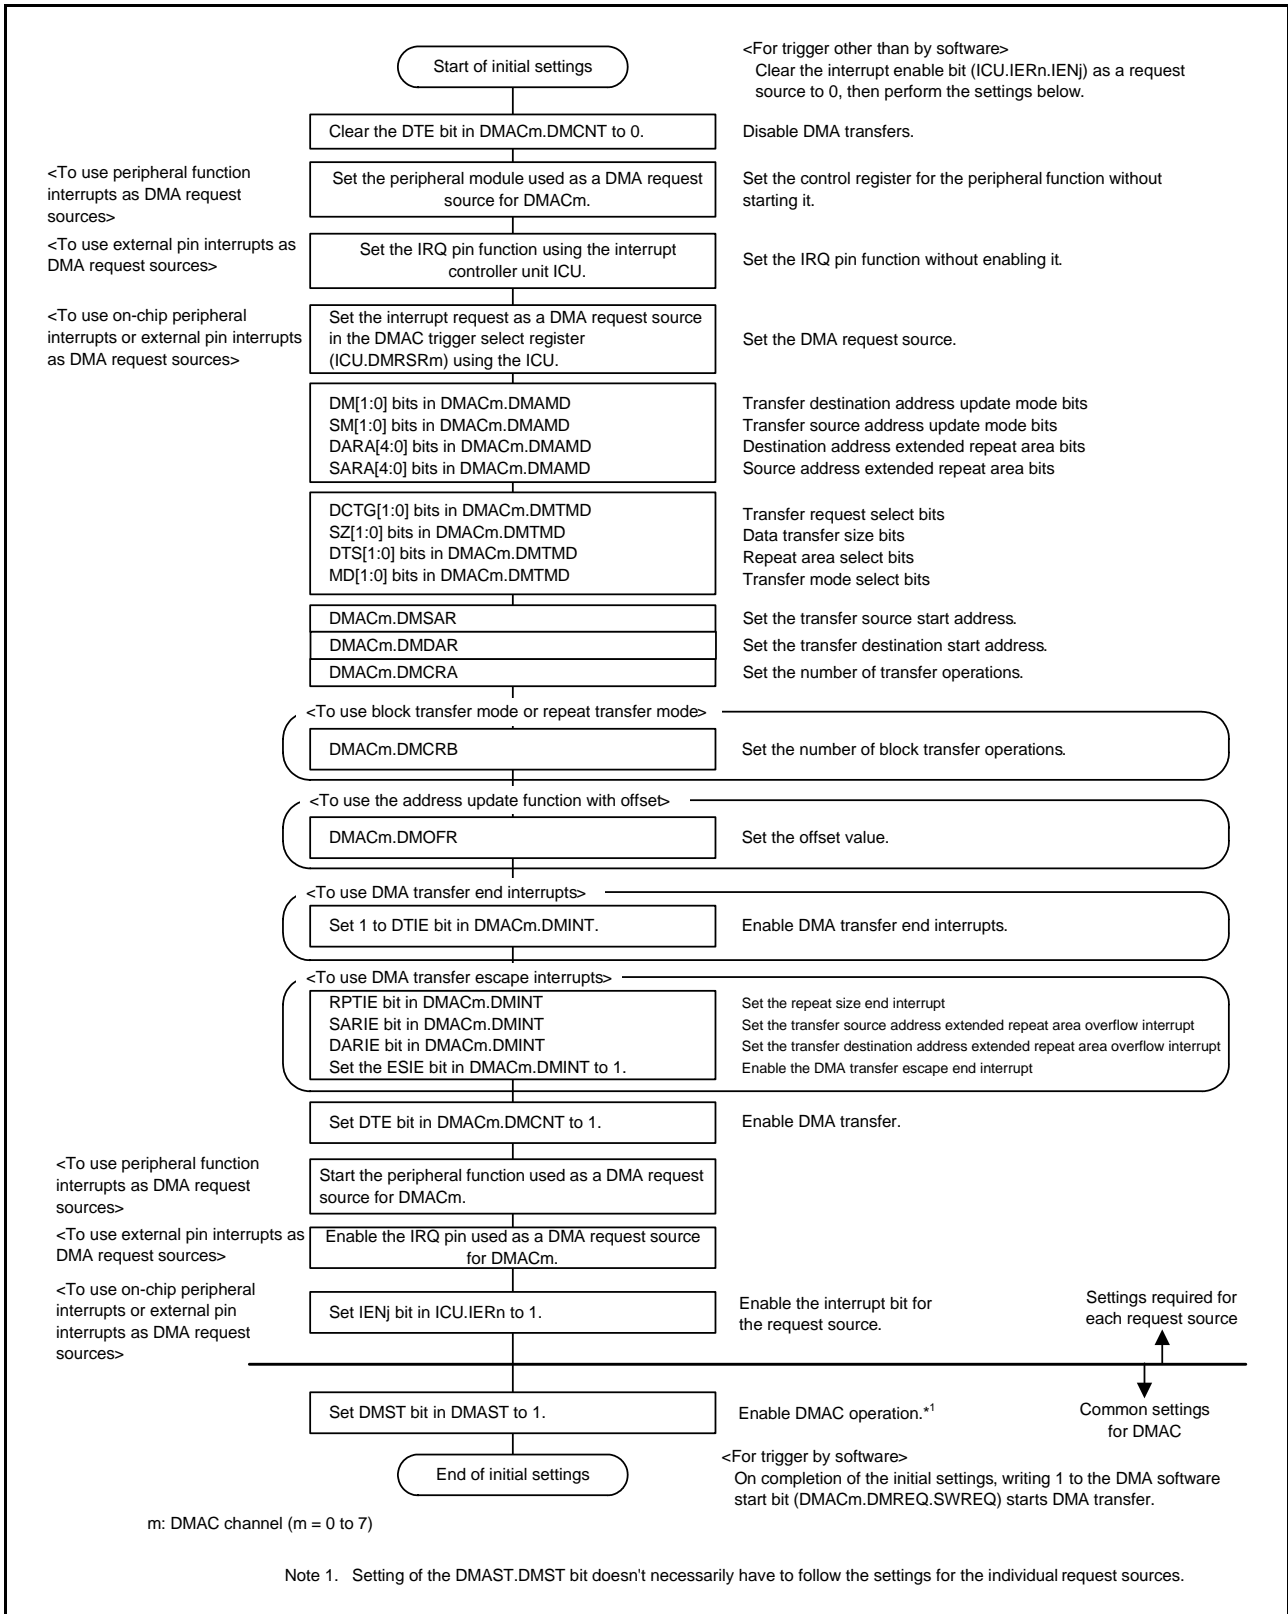 Start of initial settings
<For trigger other than by software>
Clear the interrupt enable bit (ICU.IERn.IENj) as a request
source to 0, then perform the settings below.
Clear the DTE bit in DMACm.DMCNT to 0.
Disable DMA transfers.
<To use peripheral function
interrupts as DMA request
sources>
Set the peripheral module used as a DMA request
source for DMACm.
Set the control register for the peripheral function without
starting it.
<To use external pin interrupts as
DMA request sources>
Set the IRQ pin function using the interrupt
controller unit ICU.
Set the IRQ pin function without enabling it.
<To use on-chip peripheral
interrupts or external pin interrupts
as DMA request sources>
Set the interrupt request as a DMA request source
in the DMAC trigger select register
(ICU.DMRSRm) using the ICU.
Set the DMA request source.
DM[1:0] bits in DMACm.DMAMD
SM[1:0] bits in DMACm.DMAMD
DARA[4:0] bits in DMACm.DMAMD
SARA[4:0] bits in DMACm.DMAMD
Transfer destination address update mode bits
Transfer source address update mode bits
Destination address extended repeat area bits
Source address extended repeat area bits
DCTG[1:0] bits in DMACm.DMTMD
SZ[1:0] bits in DMACm.DMTMD
DTS[1:0] bits in DMACm.DMTMD
MD[1:0] bits in DMACm.DMTMD
Transfer request select bits
Data transfer size bits
Repeat area select bits
Transfer mode select bits
DMACm.DMSAR
Set the transfer source start address.
DMACm.DMDAR
Set the transfer destination start address.
DMACm.DMCRA
Set the number of transfer operations.
<To use block transfer mode or repeat transfer mode>
DMACm.DMCRB
Set the number of block transfer operations.
<To use the address update function with offset>
DMACm.DMOFR
Set the offset value.
<To use DMA transfer end interrupts>
Set 1 to DTIE bit in DMACm.DMINT.
Enable DMA transfer end interrupts.
<To use DMA transfer escape interrupts>
RPTIE bit in DMACm.DMINT
SARIE bit in DMACm.DMINT
DARIE bit in DMACm.DMINT
Set the ESIE bit in DMACm.DMINT to 1.
Set the repeat size end interrupt
Set the transfer source address extended repeat area overflow interrupt
Set the transfer destination address extended repeat area overflow interrupt
Enable the DMA transfer escape end interrupt
Set DTE bit in DMACm.DMCNT to 1.
Enable DMA transfer.
<To use peripheral function
interrupts as DMA request
sources>
Start the peripheral function used as a DMA request
source for DMACm.
<To use external pin interrupts as
DMA request sources>
Enable the IRQ pin used as a DMA request source
for DMACm.
<To use on-chip peripheral
interrupts or external pin
interrupts as DMA request
sources>
Set IENj bit in ICU.IERn to 1.
Enable the interrupt bit for
the request source.
Settings required for
each request source
Set DMST bit in DMAST to 1.
Enable DMAC operation.*1
Common settings
for DMAC
End of initial settings
<For trigger by software>
On completion of the initial settings, writing 1 to the DMA software
start bit (DMACm.DMREQ.SWREQ) starts DMA transfer.
m: DMAC channel (m = 0 to 7)
Note 1. Setting of the DMAST.DMST bit doesn't necessarily have to follow the settings for the individual request sources.